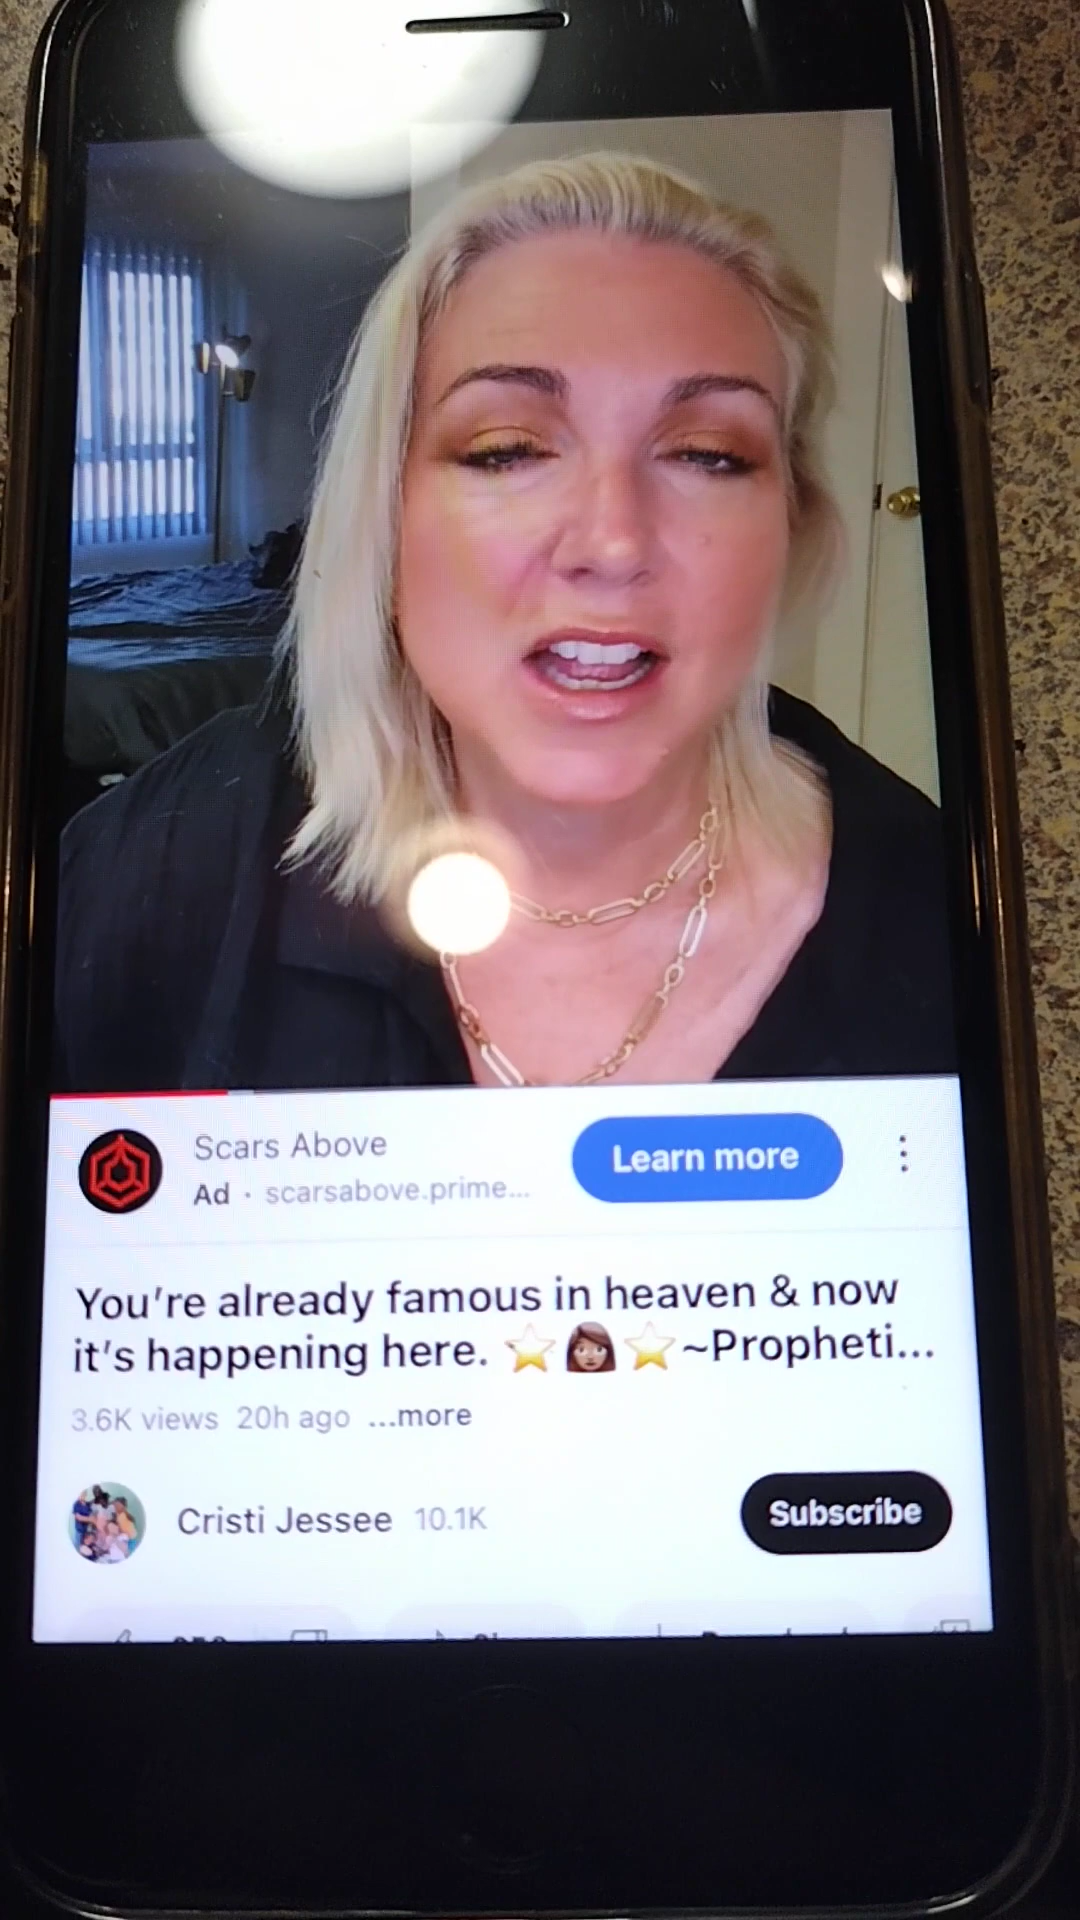 Scars Above
Ad · scarsabove.prime...
Learn more
You're already famous in heaven & now
it's happening here. ⭐👩🏽⭐~Propheti...
3.6K views 20h ago ...more
Cristi Jessee 10.1K
Subscribe